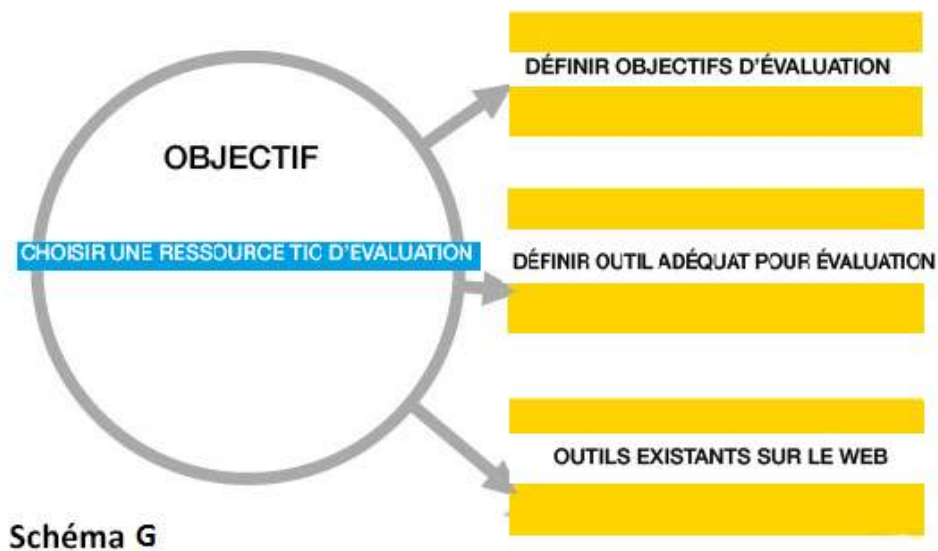 OBJECTIF
CHOISIR UNE RESSOURCE TIC D'EVALUATION
DÉFINIR OBJECTIFS D'ÉVALUATION
DÉFINIR OUTIL ADÉQUAT POUR ÉVALUATION
OUTILS EXISTANTS SUR LE WEB
Schéma G